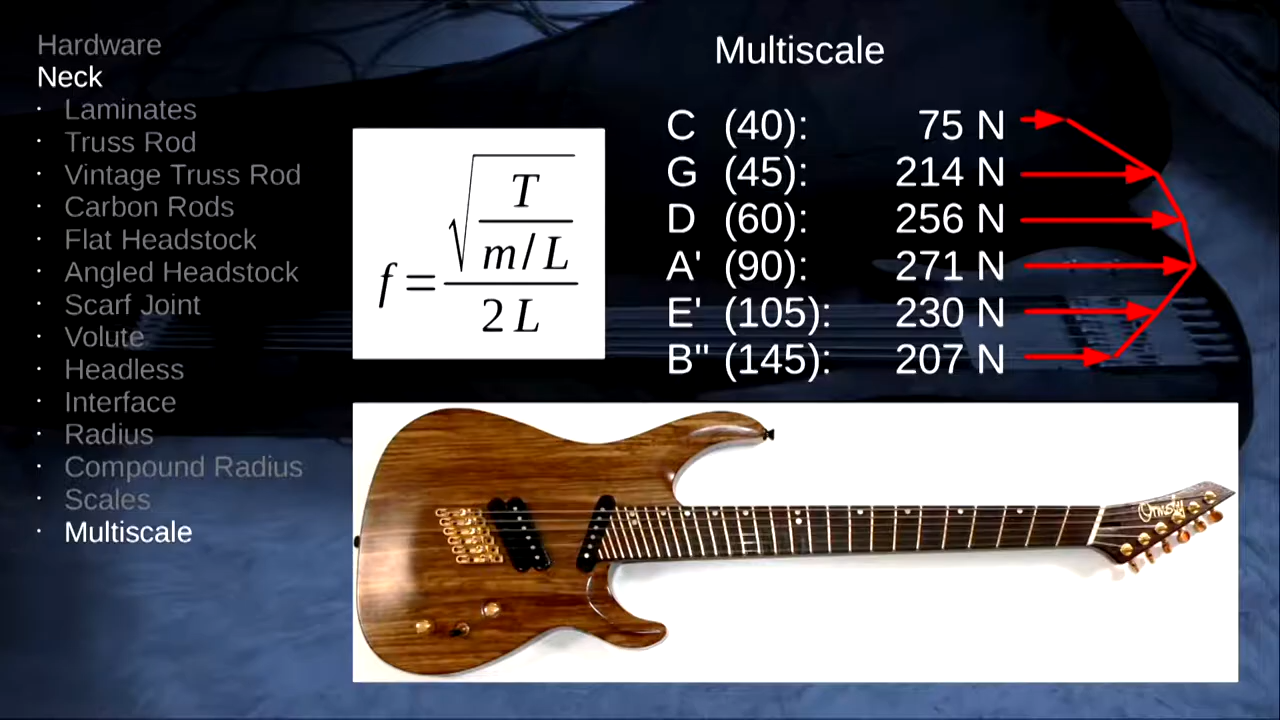 Hardware
Neck
· Laminates
· Truss Rod
· Vintage Truss Rod
· Carbon Rods
· Flat Headstock
· Angled Headstock
· Scarf Joint
· Volute
· Headless
· Interface
· Radius
· Compound Radius
· Scales
· Multiscale
Multiscale
f = √(T / (m/L)) / 2L
C (40): 75 N
G (45): 214 N
D (60): 256 N
A' (90): 271 N
E' (105): 230 N
B" (145): 207 N
Ormsby